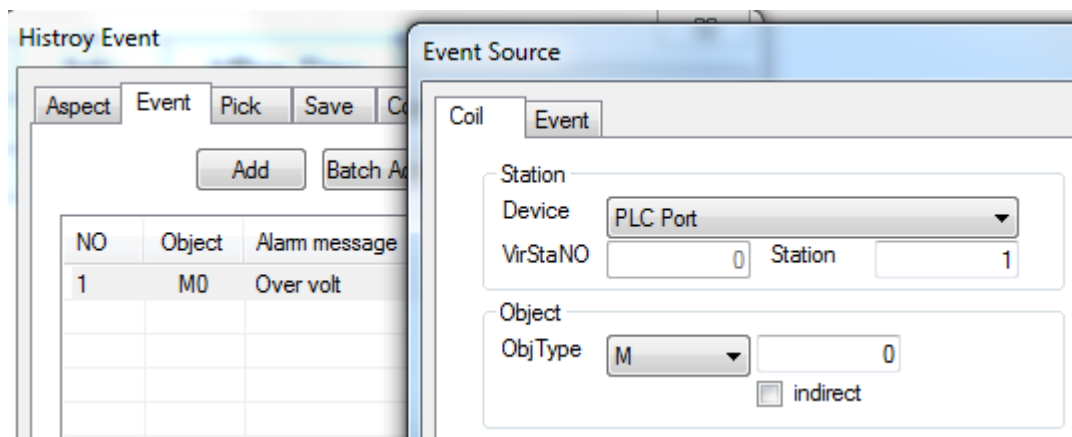 Histroy Event
Aspect Event Pick Save
Add Batch
NO Object Alarm message
1 M0 Over volt
Event Source
Coil Event
Station
Device PLC Port
VirStaNO 0 Station 1
Object
ObjType M 0
indirect